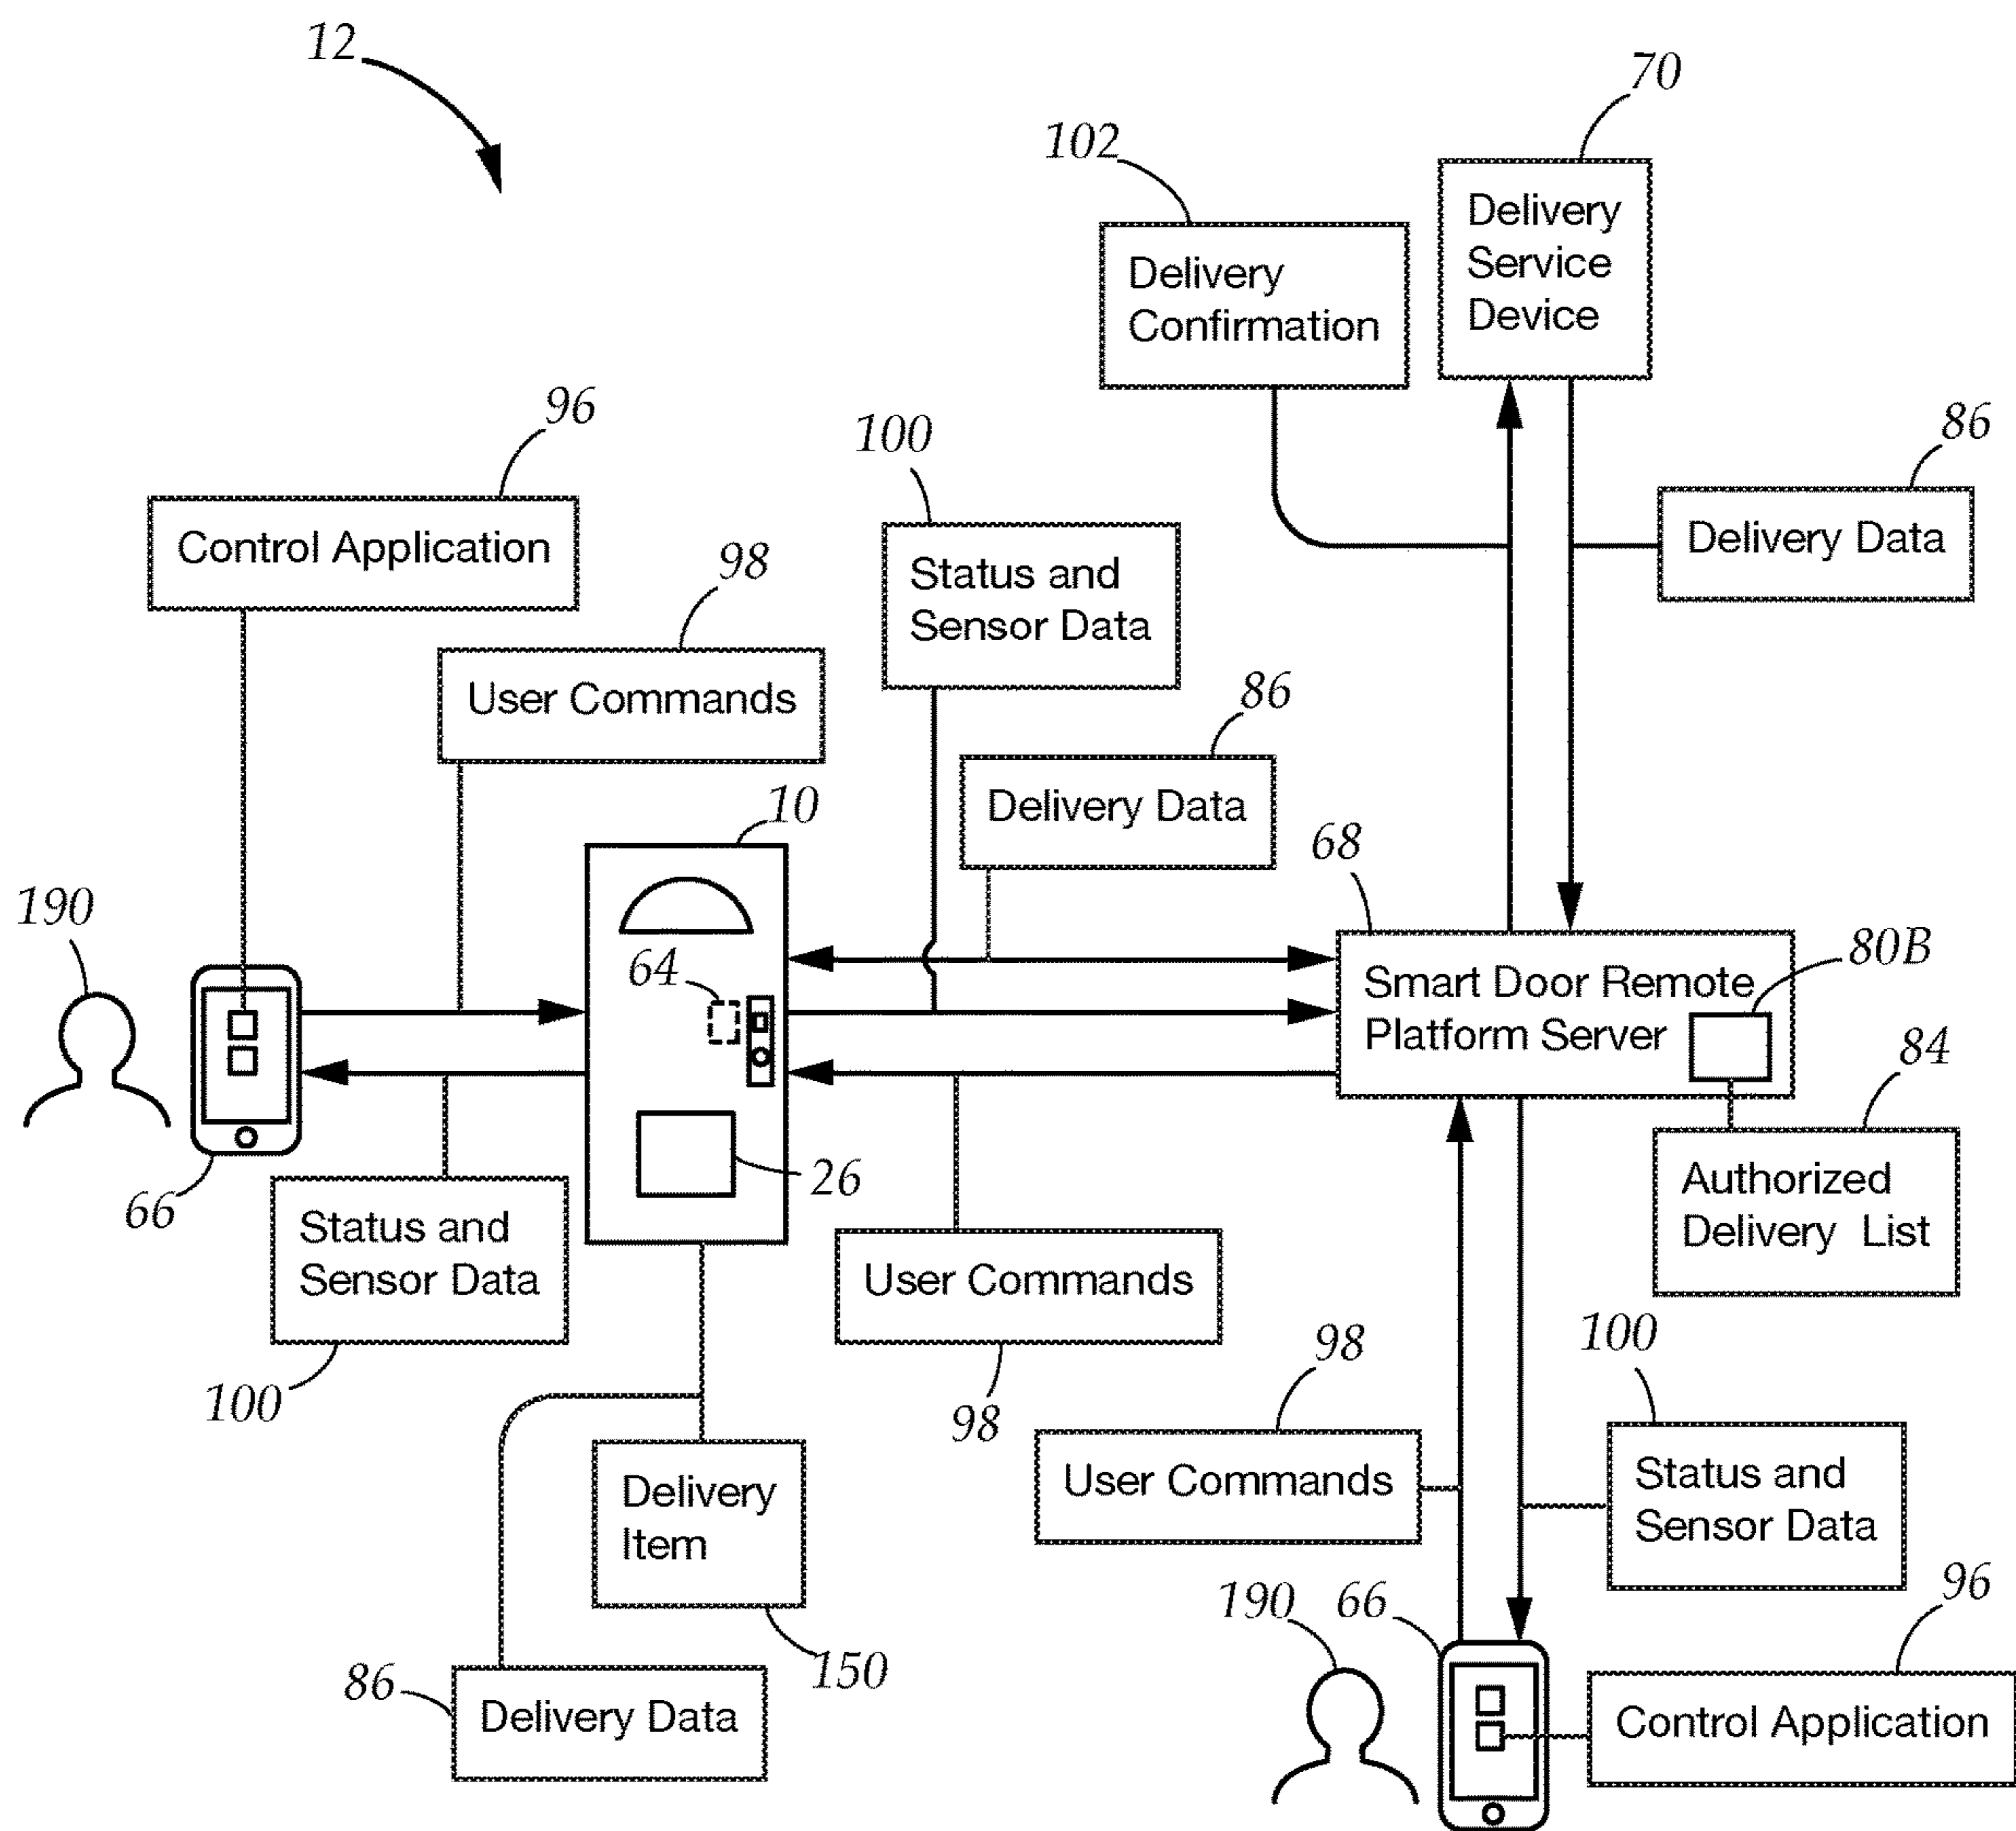 12
70
102
Delivery
Service
Device
Delivery
Confirmation
96
100
86
Control Application
98
Status and
Sensor Data
Delivery Data
User Commands
86
10
Delivery Data
68
190
64
80B
Smart Door Remote
Platform Server
84
66
26
Authorized
Delivery List
Status and
Sensor Data
User Commands
100
98
98
100
User Commands
Status and
Sensor Data
Delivery
Item
190
66
96
86
150
Delivery Data
Control Application